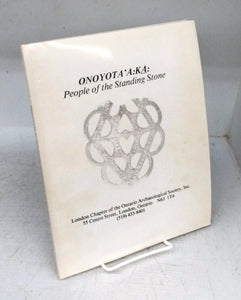 ONOYOTA'A:KA:
People of the Standing Stone
London Chapter of the Ontario Archaeological Society, Inc.
55 Centre Street, London, Ontario N6J 1T4
(519) 433-8401